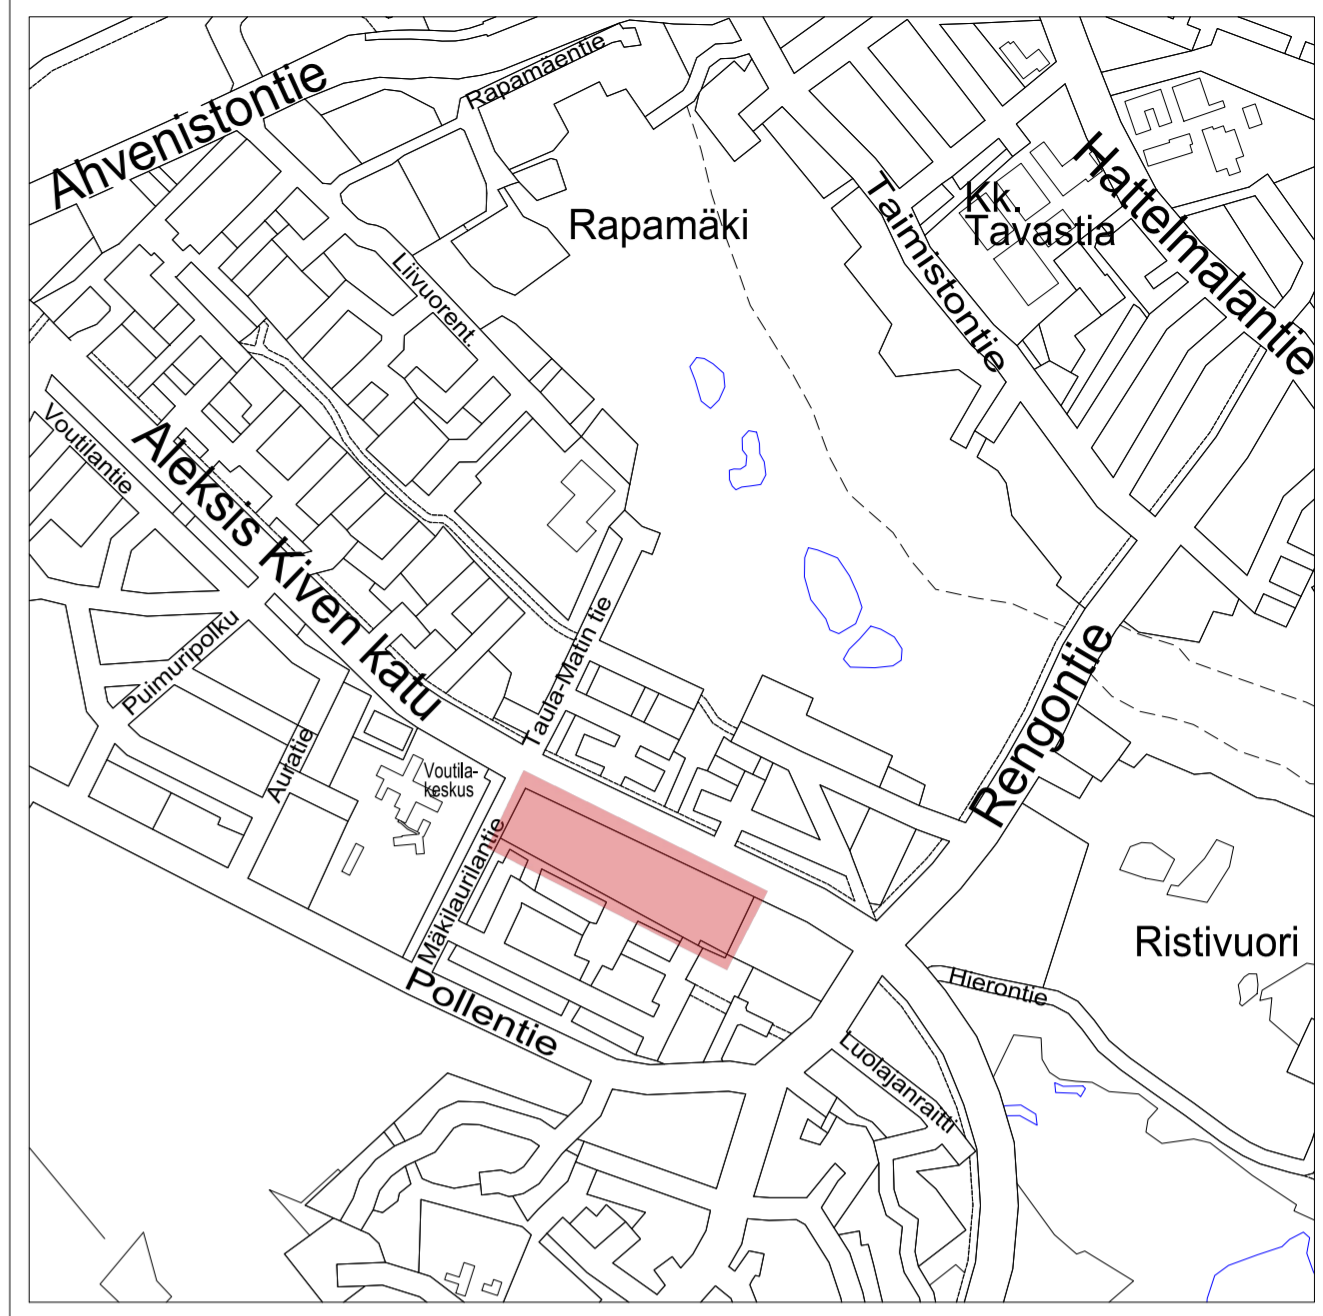 Ahvenistontie
Rapamäentie
Rapamäki
Liivuorent.
Taimistontie
Kk.
Tavastia
Hattelmalantie
Voutilantie
Aleksis Kiven katu
Puimuripolku
Auratie
Taula-Matin tie
Voutila-
keskus
Mäkilaurilantie
Pollentie
Rengontie
Ristivuori
Hierontie
Luolajanraitti